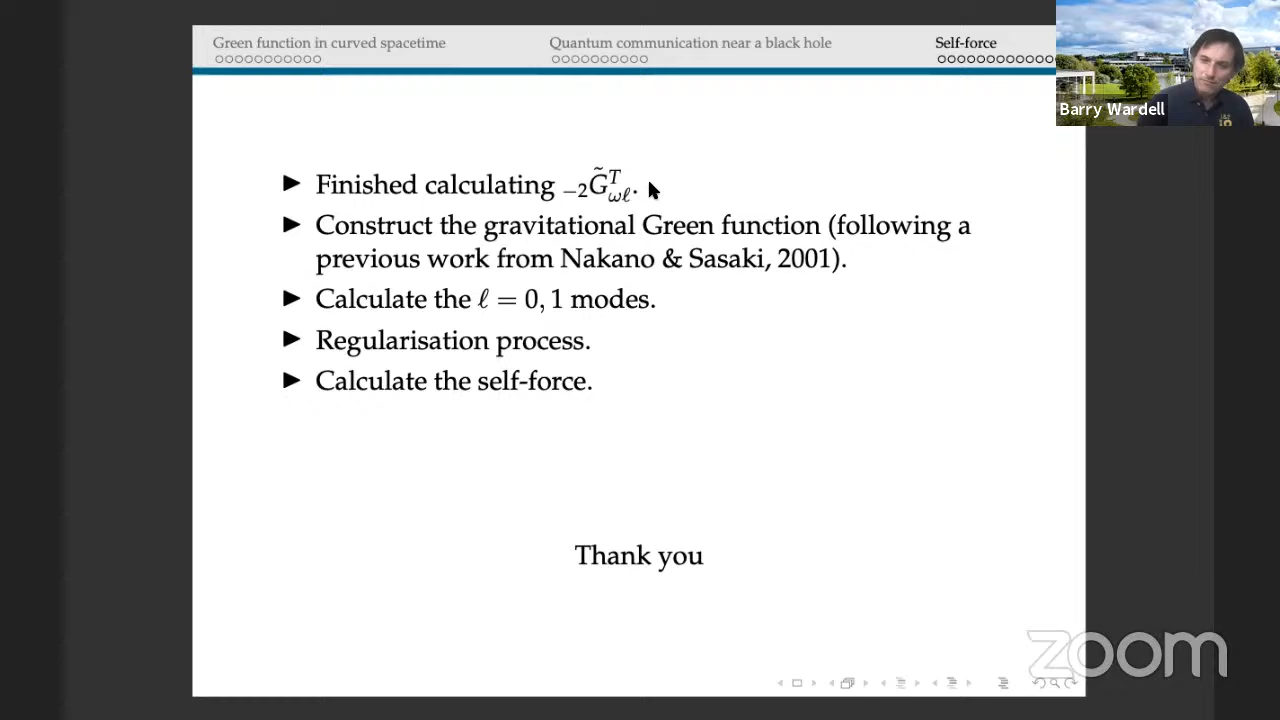 Green function in curved spacetime
Quantum communication near a black hole
Self-force
Barry Wardell
▶ Finished calculating ₋₂G̃ᵀ_ωℓ.
▶ Construct the gravitational Green function (following a
previous work from Nakano & Sasaki, 2001).
▶ Calculate the ℓ = 0, 1 modes.
▶ Regularisation process.
▶ Calculate the self-force.
Thank you
zoom